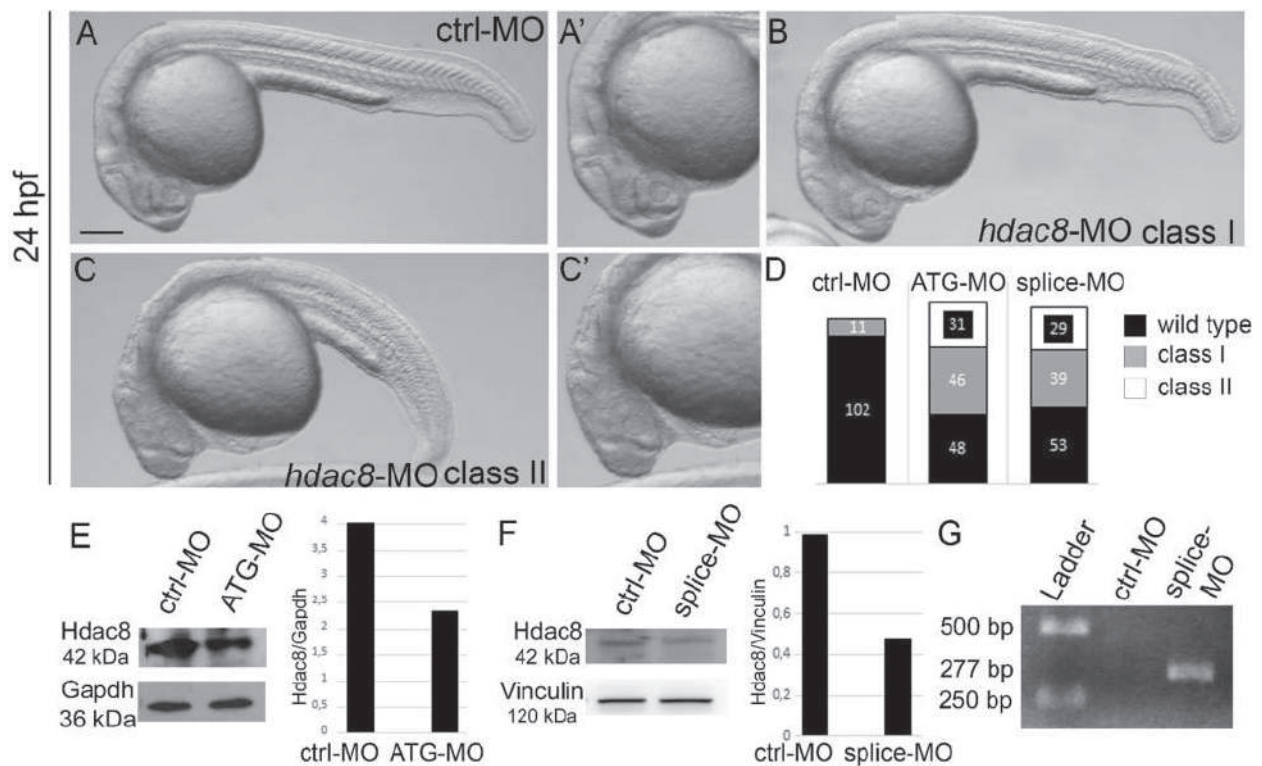 24 hpf
A
ctrl-MO
A'
B
hdac8-MO class I
C
hdac8-MO class II
C'
D
ctrl-MO
ATG-MO
splice-MO
11
102
31
46
48
29
39
53
wild type
class I
class II
E
ctrl-MO
ATG-MO
Hdac8
42 kDa
Gapdh
36 kDa
Hdac8/Gapdh
4
3,5
3
2,5
2
1,5
1
0,5
0
ctrl-MO
ATG-MO
F
ctrl-MO
splice-MO
Hdac8
42 kDa
Vinculin
120 kDa
Hdac8/Vinculin
1
0,8
0,6
0,4
0,2
0
ctrl-MO
splice-MO
G
Ladder
ctrl-MO
splice-
MO
500 bp
277 bp
250 bp